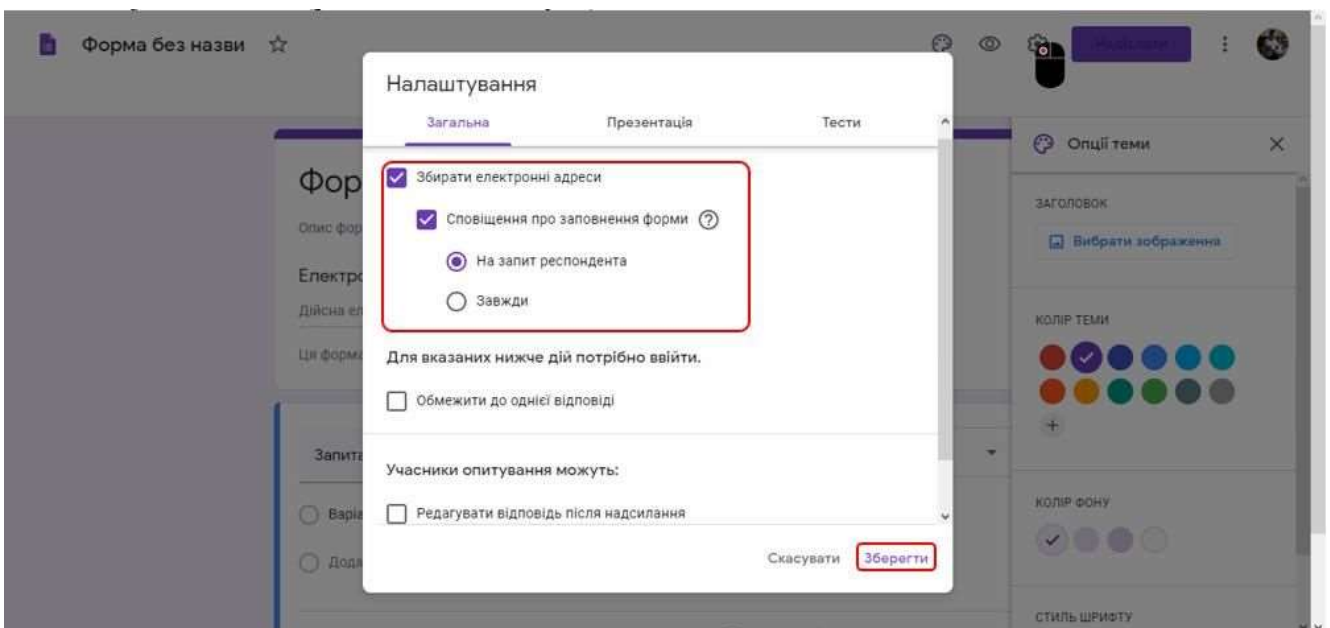 Форма без назви
Налаштування
Загальна
Презентація
Тести
Опції теми
Збирати електронні адреси
Сповіщення про заповнення форми
На запит респондента
Завжди
Для вказаних нижче дій потрібно ввійти.
Обмежити до однієї відповіді
Учасники опитування можуть:
Редагувати відповідь після надсилання
Скасувати
Зберегти
ЗАГОЛОВОК
Вибрати зображення
КОЛІР ТЕМИ
КОЛІР ФОНУ
СТИЛЬ ШРИФТУ